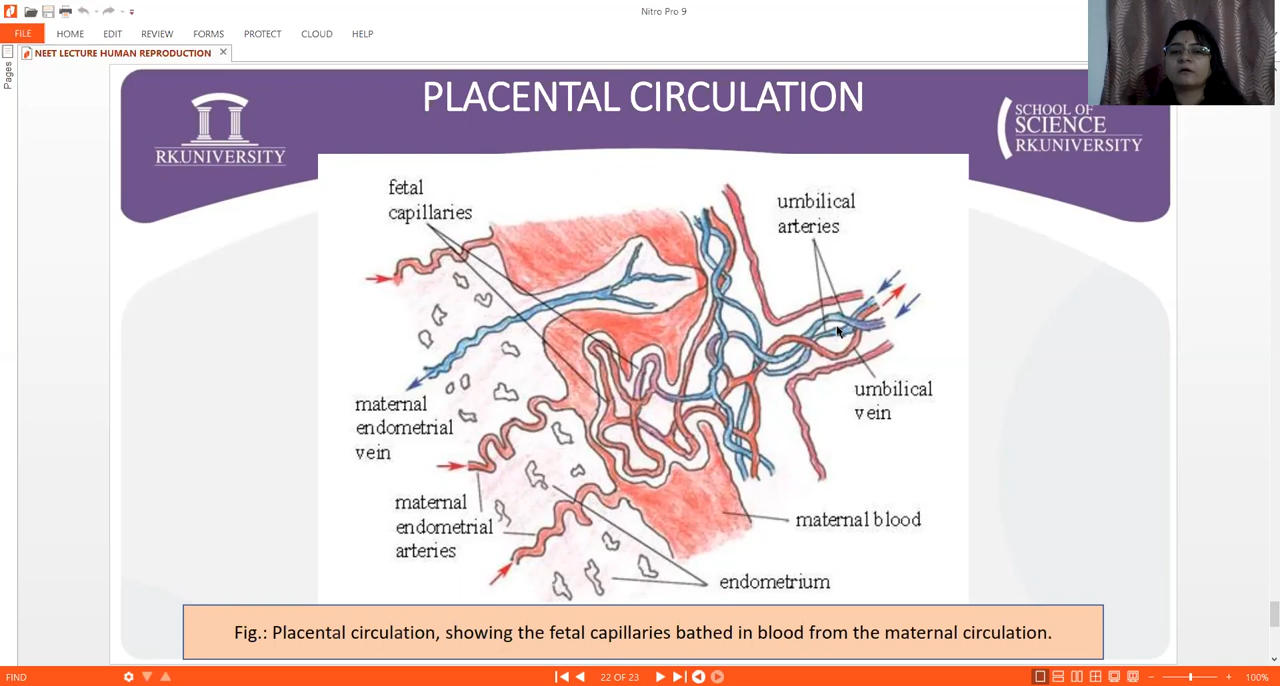 Nitro Pro 9
FILE HOME EDIT REVIEW FORMS PROTECT CLOUD HELP
NEET LECTURE HUMAN REPRODUCTION
Pages
PLACENTAL CIRCULATION
RKUNIVERSITY
SCHOOL OF
SCIENCE
RKUNIVERSITY
fetal
capillaries
umbilical
arteries
umbilical
vein
maternal
endometrial
vein
maternal
endometrial
arteries
maternal blood
endometrium
Fig.: Placental circulation, showing the fetal capillaries bathed in blood from the maternal circulation.
FIND
22 OF 23
100%